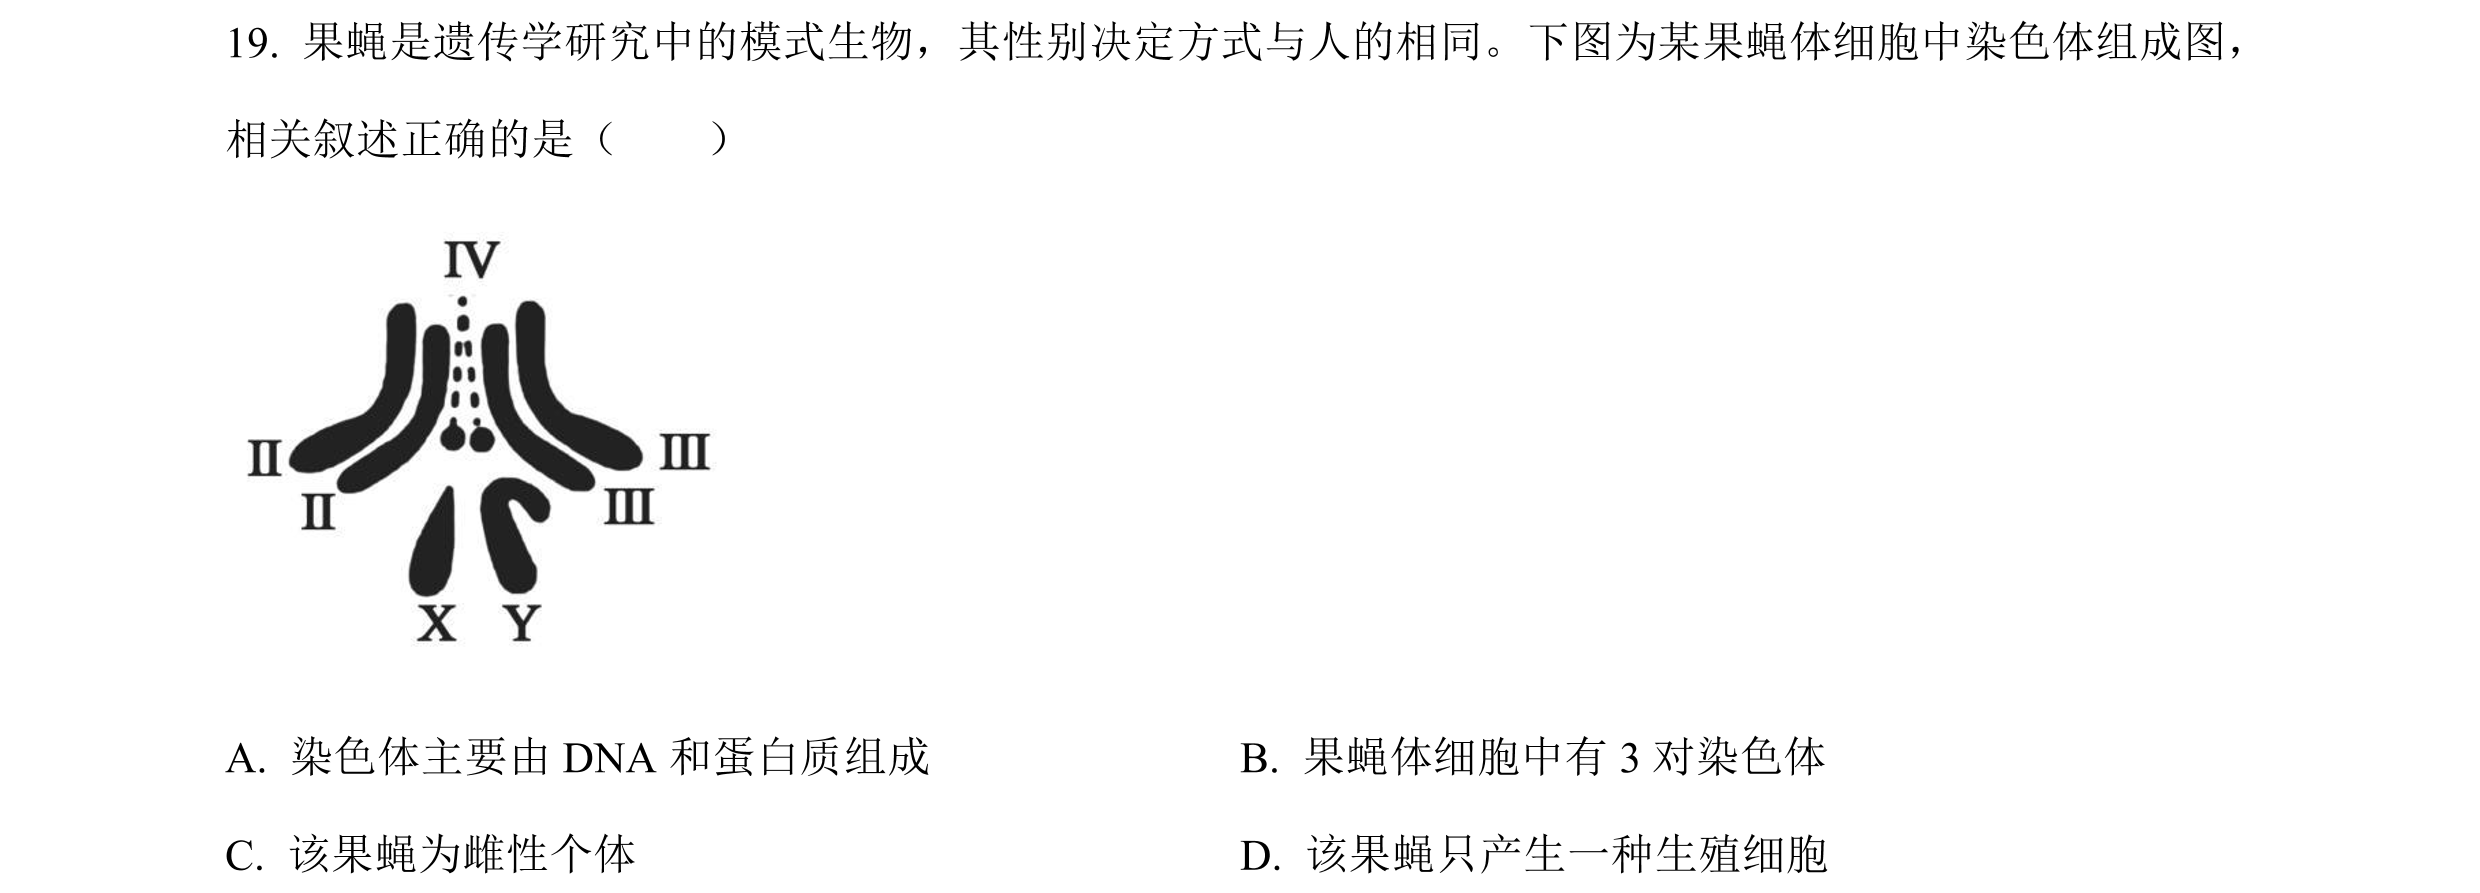 19. 果蝇是遗传学研究中的模式生物，其性别决定方式与人的相同。下图为某果蝇体细胞中染色体组成图，
相关叙述正确的是（　　）
IV
II
III
II
III
X Y
A. 染色体主要由 DNA 和蛋白质组成 B. 果蝇体细胞中有 3 对染色体
C. 该果蝇为雌性个体 D. 该果蝇只产生一种生殖细胞